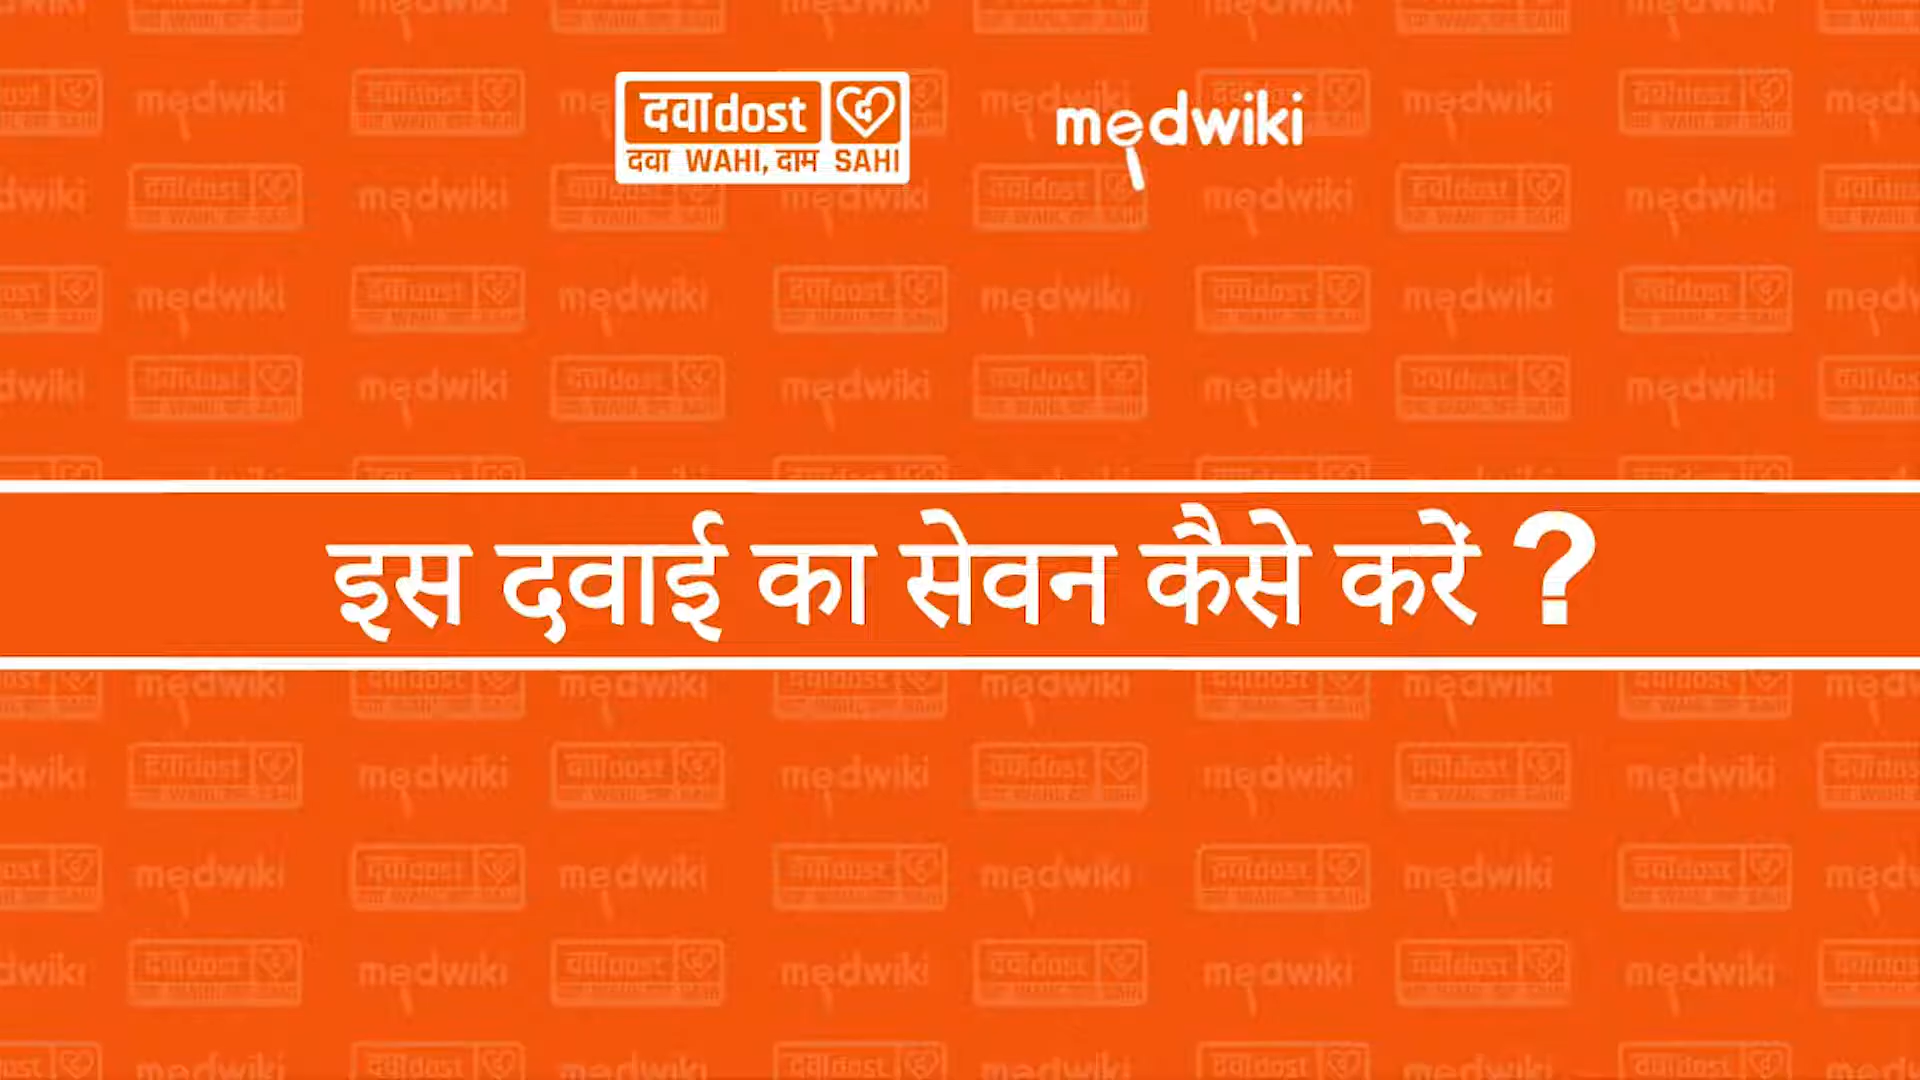 दवाdost
दवा WAHI, दाम SAHI
medwiki
इस दवाई का सेवन कैसे करें ?